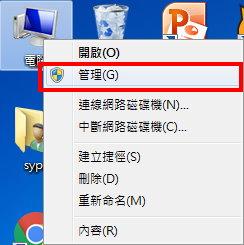 電腦
開啟(O)
管理(G)
連線網路磁碟機(N)...
中斷網路磁碟機(C)...
syp
建立捷徑(S)
刪除(D)
重新命名(M)
內容(R)